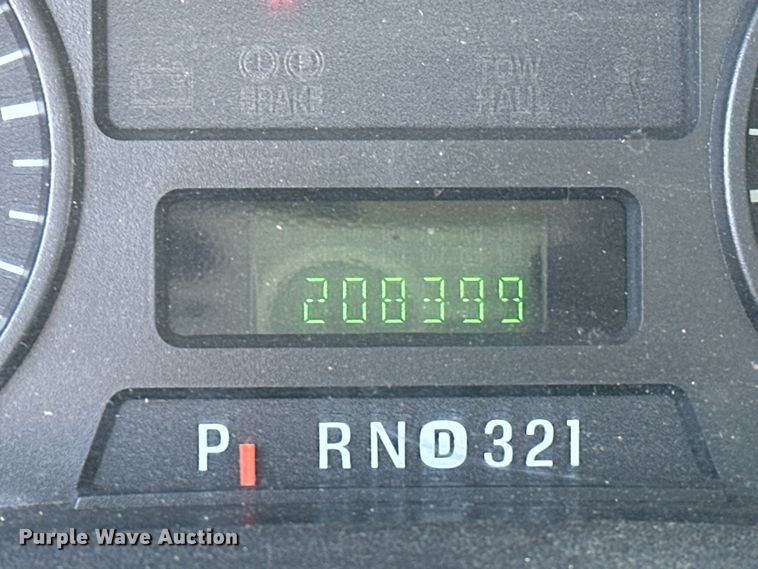 BRAKE
TOW
HAUL
208399
P RND321
Purple Wave Auction